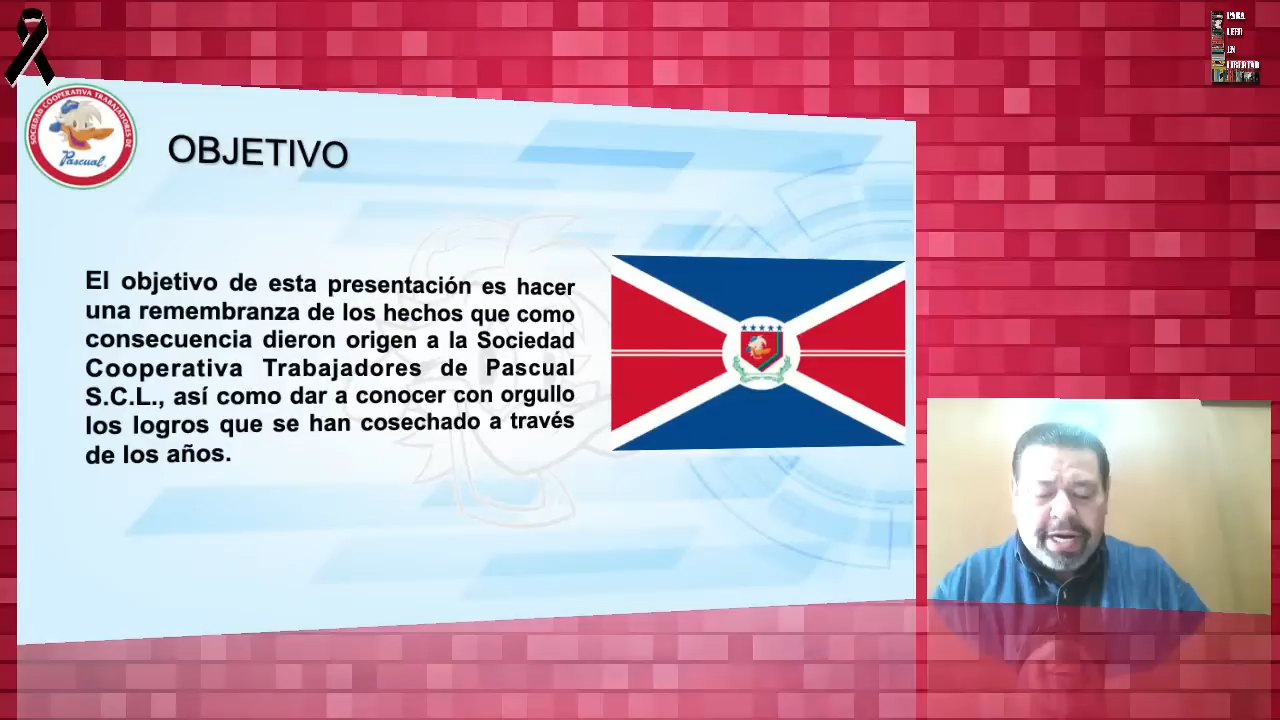 PARA
LEER
EN
LIBERTAD
SOCIEDAD COOPERATIVA TRABAJADORES DE
Pascual
OBJETIVO
El objetivo de esta presentación es hacer
una remembranza de los hechos que como
consecuencia dieron origen a la Sociedad
Cooperativa Trabajadores de Pascual
S.C.L., así como dar a conocer con orgullo
los logros que se han cosechado a través
de los años.